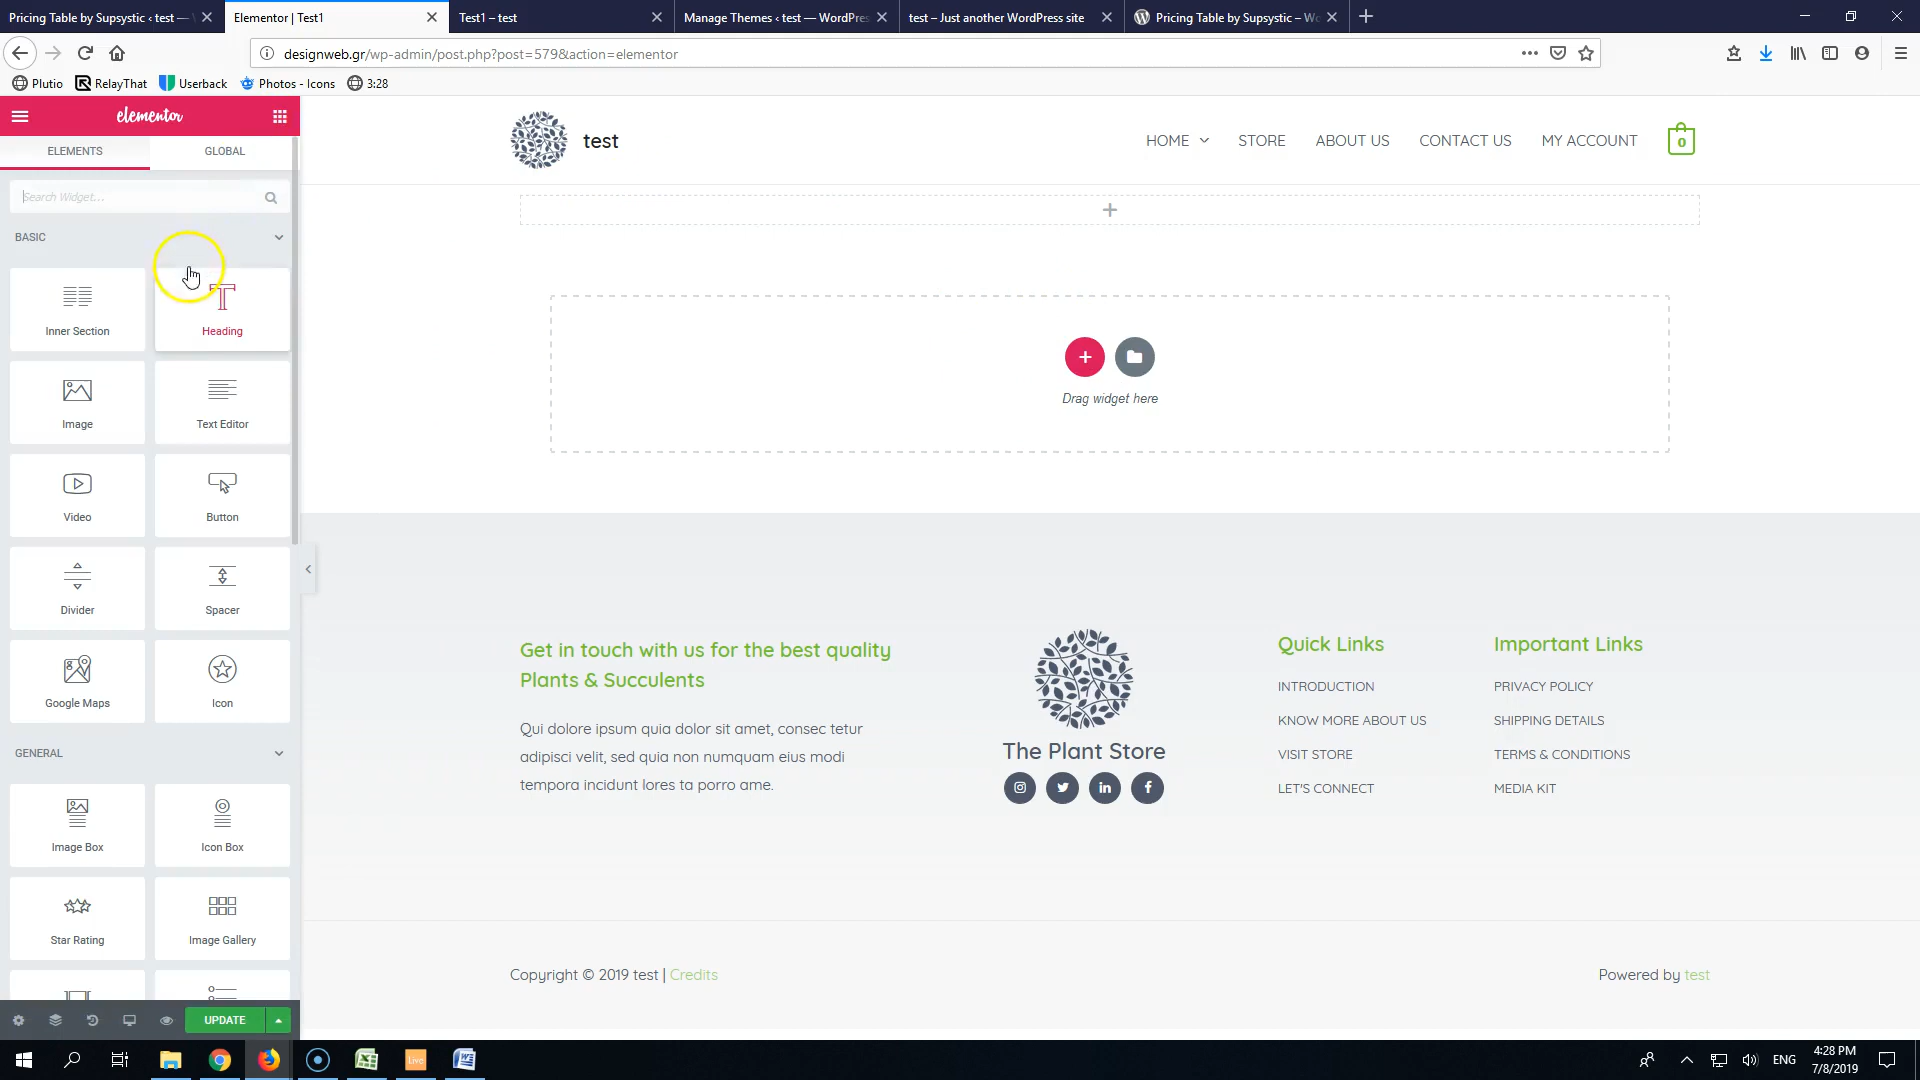 Pricing Table by Supsystic ‹ test —
Elementor | Test1
Test1 – test
Manage Themes ‹ test — WordPres
test – Just another WordPress site
Pricing Table by Supsystic – Wo
designweb.gr/wp-admin/post.php?post=579&action=elementor
Plutio
RelayThat
Userback
Photos - Icons
3:28
elementor
ELEMENTS
GLOBAL
Search Widget...
BASIC
Inner Section
Heading
Image
Text Editor
Video
Button
Divider
Spacer
Google Maps
Icon
GENERAL
Image Box
Icon Box
Star Rating
Image Gallery
UPDATE
test
HOME
STORE
ABOUT US
CONTACT US
MY ACCOUNT
0
Drag widget here
Get in touch with us for the best quality
Plants & Succulents
Qui dolore ipsum quia dolor sit amet, consec tetur
adipisci velit, sed quia non numquam eius modi
tempora incidunt lores ta porro ame.
The Plant Store
Quick Links
INTRODUCTION
KNOW MORE ABOUT US
VISIT STORE
LET'S CONNECT
Important Links
PRIVACY POLICY
SHIPPING DETAILS
TERMS & CONDITIONS
MEDIA KIT
Copyright © 2019 test | Credits
Powered by test
Live
ENG
4:28 PM
7/8/2019